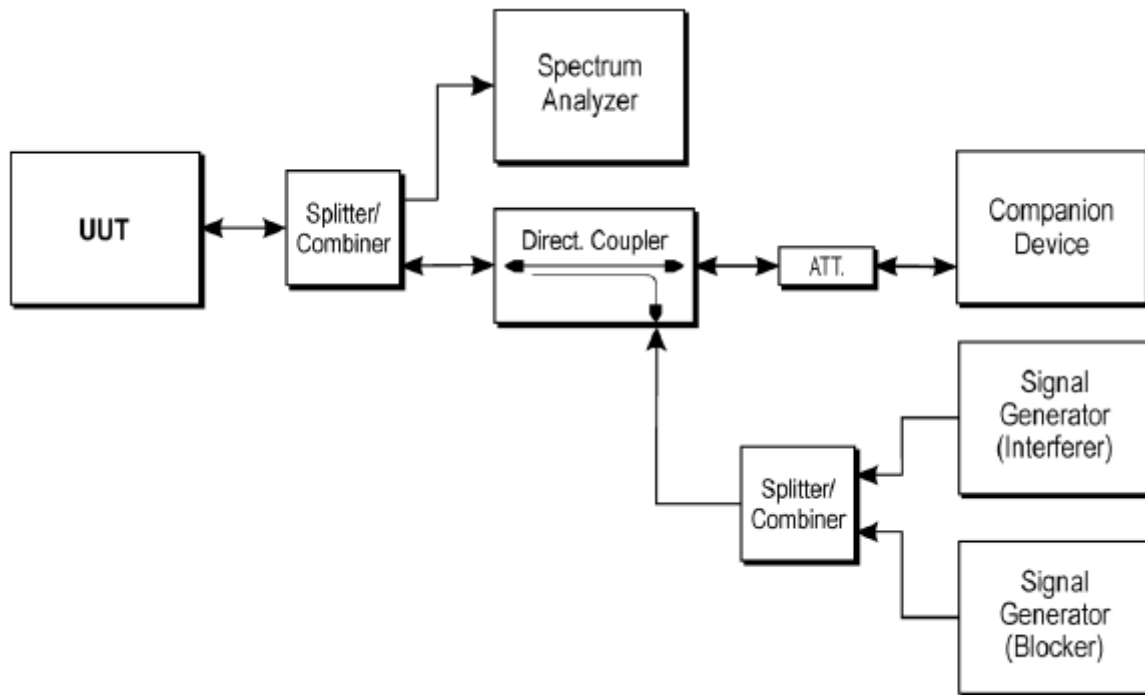 Spectrum
Analyzer
UUT
Splitter/
Combiner
Direct. Coupler
ATT.
Companion
Device
Signal
Generator
(Interferer)
Splitter/
Combiner
Signal
Generator
(Blocker)